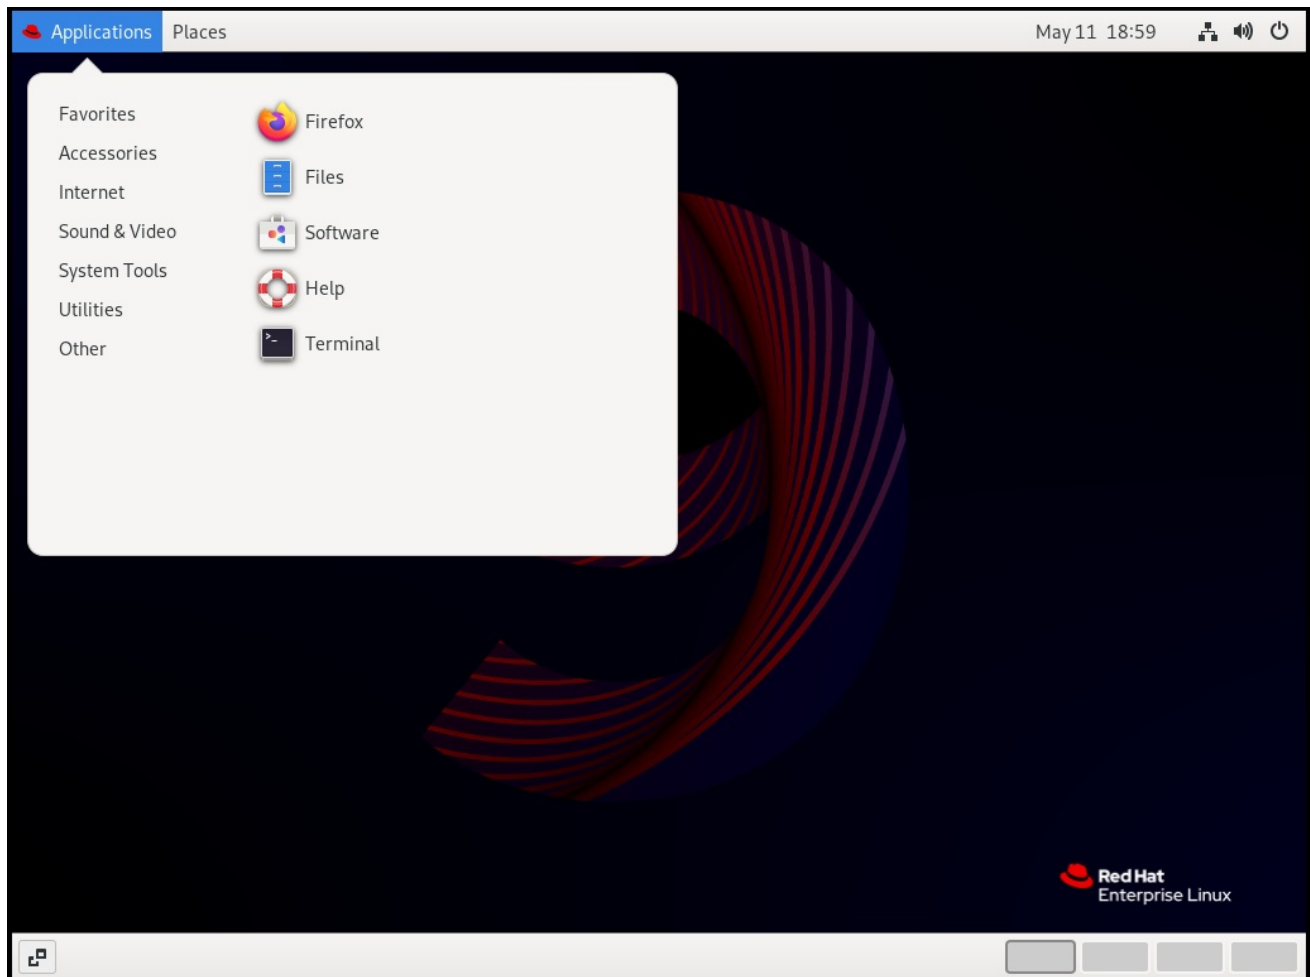 Applications Places May 11 18:59
Favorites
Accessories
Internet
Sound & Video
System Tools
Utilities
Other
Firefox
Files
Software
Help
Terminal
Red Hat
Enterprise Linux